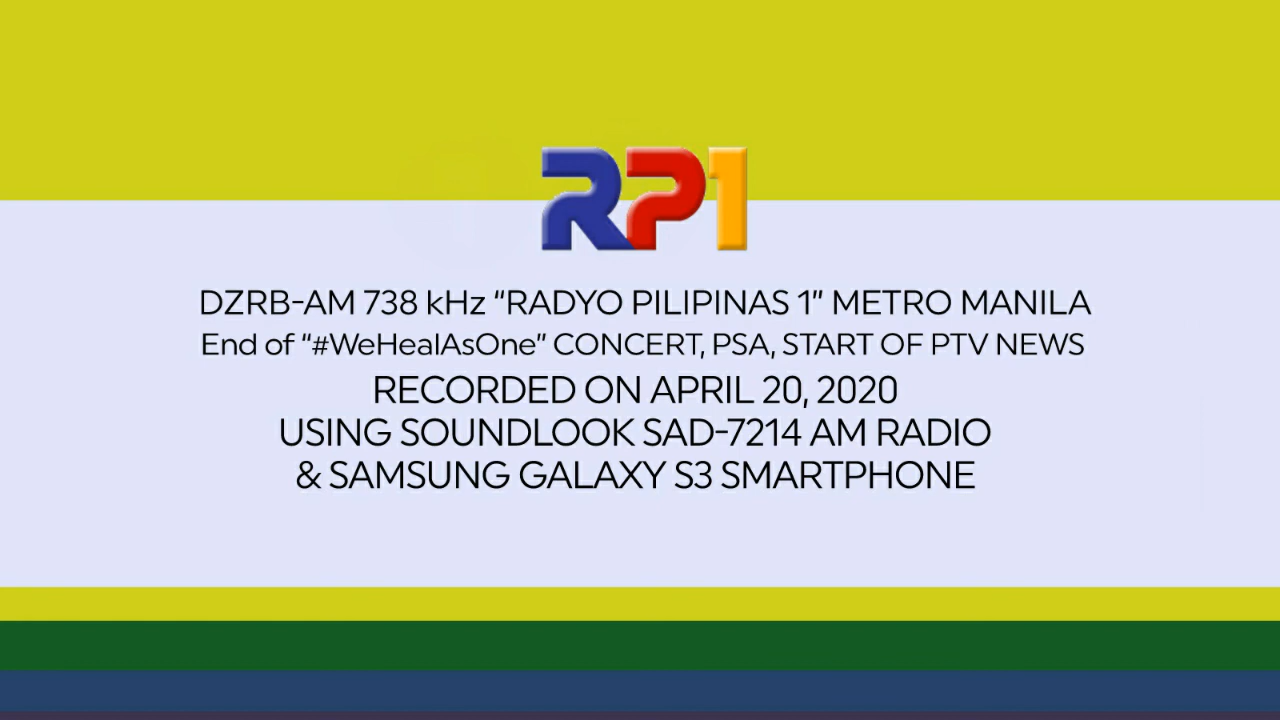 RP1
DZRB-AM 738 kHz “RADYO PILIPINAS 1” METRO MANILA
End of “#WeHealAsOne” CONCERT, PSA, START OF PTV NEWS
RECORDED ON APRIL 20, 2020
USING SOUNDLOOK SAD-7214 AM RADIO
& SAMSUNG GALAXY S3 SMARTPHONE